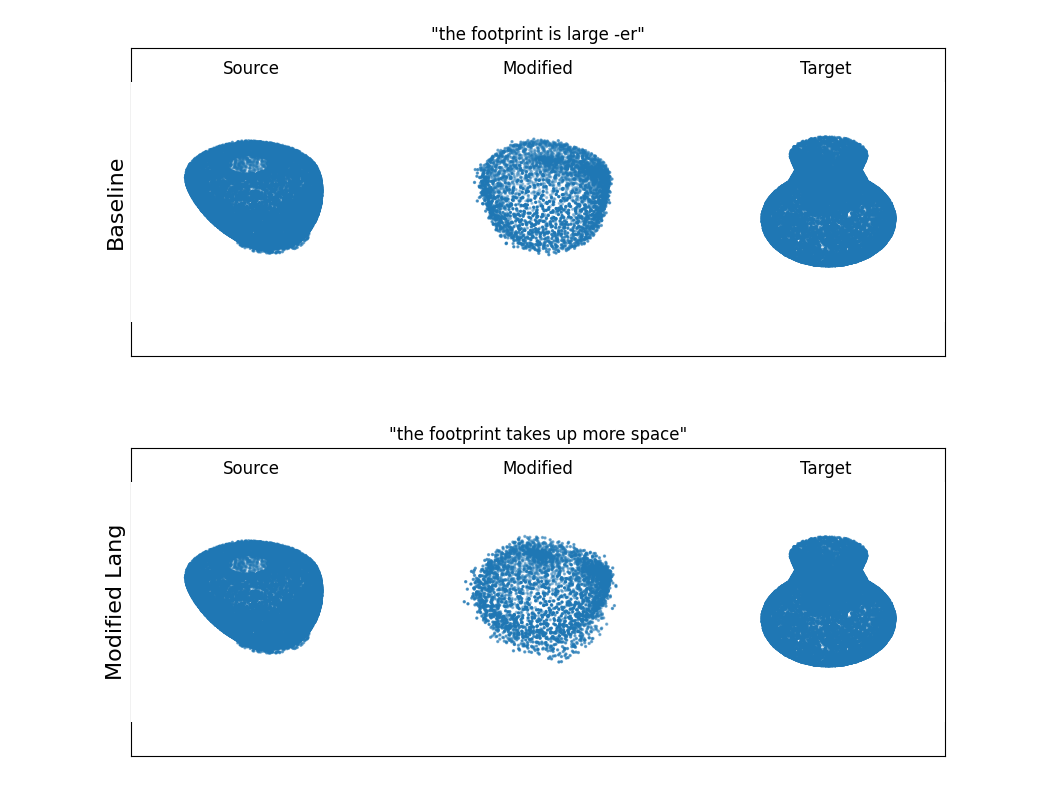 "the footprint is large -er"
Source Modified Target
Baseline
"the footprint takes up more space"
Source Modified Target
Modified Lang